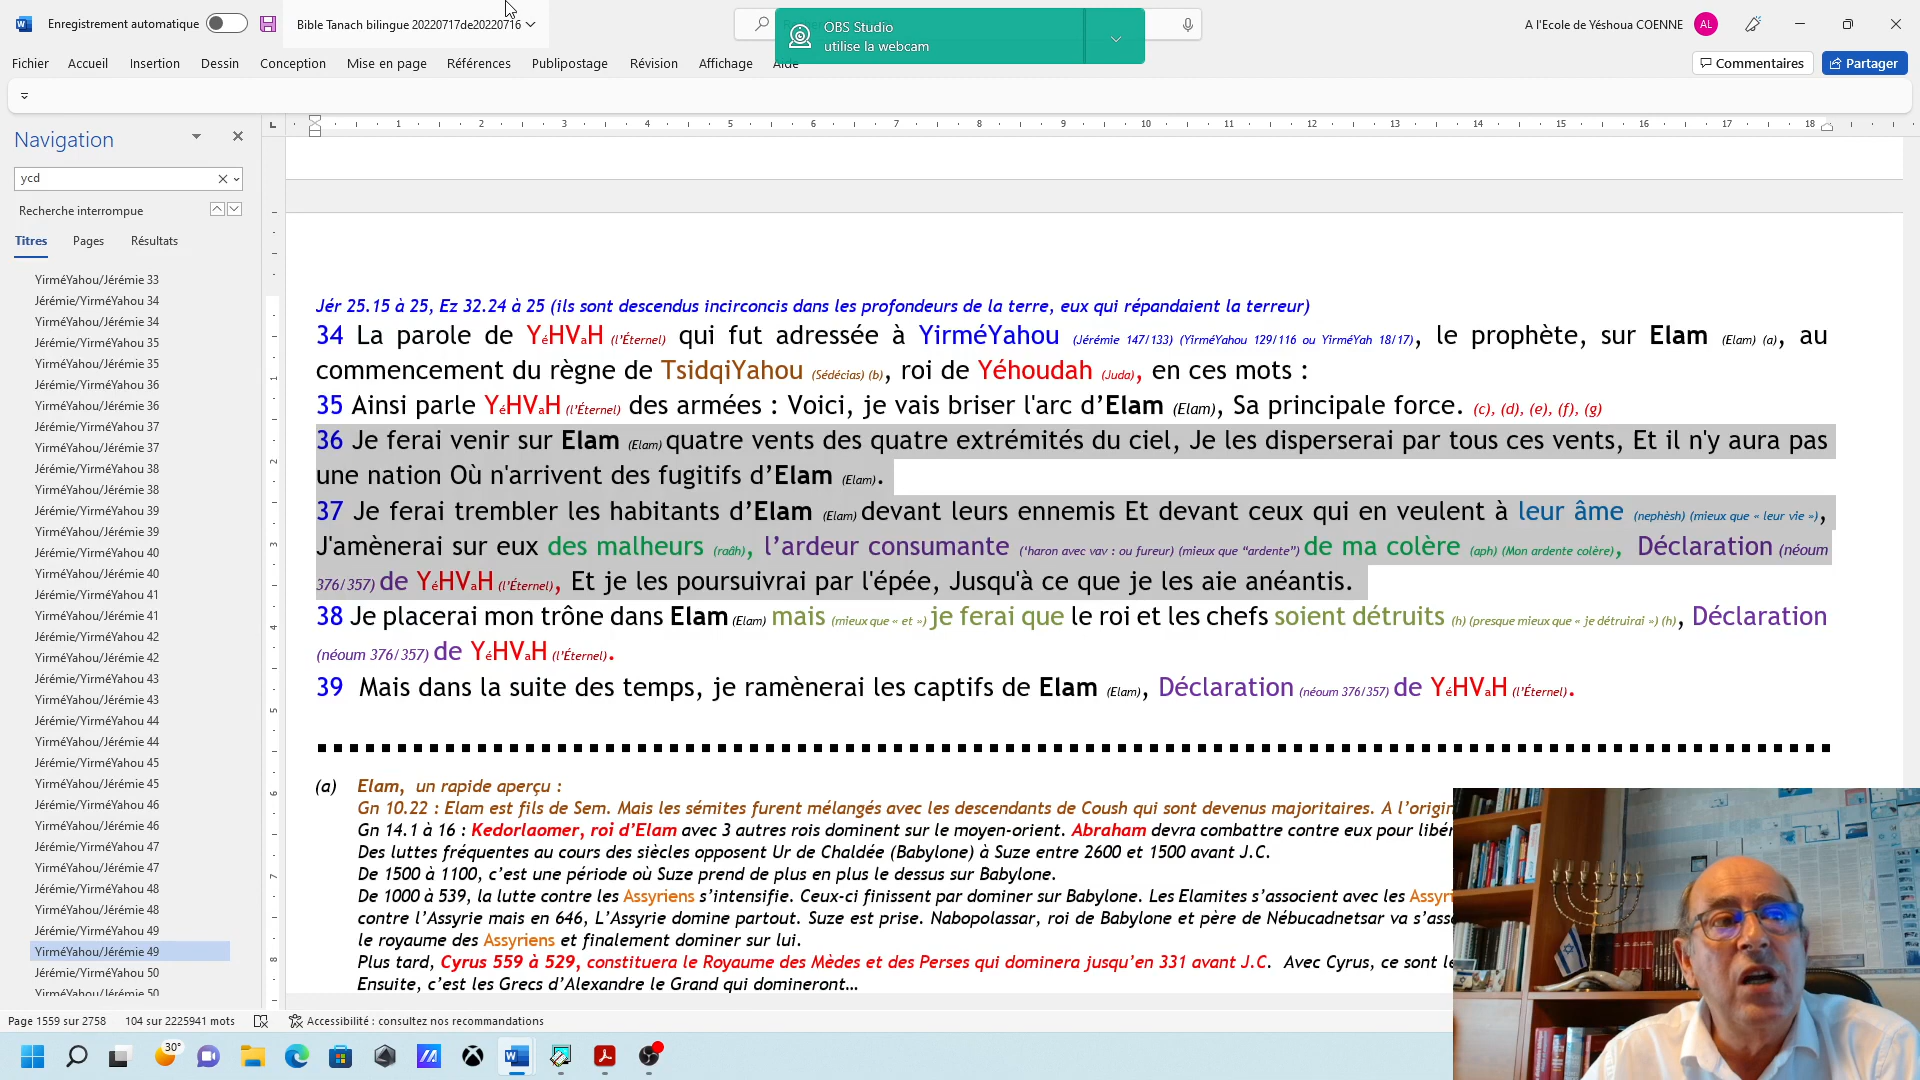 Enregistrement automatique
Bible Tanach bilingue 20220717de20220716
OBS Studio
utilise la webcam
A l'Ecole de Yéshoua COENNE
AL
Fichier Accueil Insertion Dessin Conception Mise en page Références Publipostage Révision Affichage Aide
Commentaires
Partager
Navigation
ycd
Recherche interrompue
Titres Pages Résultats
YirméYahou/Jérémie 33
Jérémie/YirméYahou 34
YirméYahou/Jérémie 34
Jérémie/YirméYahou 35
YirméYahou/Jérémie 35
Jérémie/YirméYahou 36
YirméYahou/Jérémie 36
Jérémie/YirméYahou 37
YirméYahou/Jérémie 37
Jérémie/YirméYahou 38
YirméYahou/Jérémie 38
Jérémie/YirméYahou 39
YirméYahou/Jérémie 39
Jérémie/YirméYahou 40
YirméYahou/Jérémie 40
Jérémie/YirméYahou 41
YirméYahou/Jérémie 41
Jérémie/YirméYahou 42
YirméYahou/Jérémie 42
Jérémie/YirméYahou 43
YirméYahou/Jérémie 43
Jérémie/YirméYahou 44
YirméYahou/Jérémie 44
Jérémie/YirméYahou 45
YirméYahou/Jérémie 45
Jérémie/YirméYahou 46
YirméYahou/Jérémie 46
Jérémie/YirméYahou 47
YirméYahou/Jérémie 47
Jérémie/YirméYahou 48
YirméYahou/Jérémie 48
Jérémie/YirméYahou 49
YirméYahou/Jérémie 49
Jérémie/YirméYahou 50
YirméYahou/Jérémie 50
1 2 3 4 5 6 7 8 9 10 11 12 13 14 15 16 17 18
Jér 25.15 à 25, Ez 32.24 à 25 (ils sont descendus incirconcis dans les profondeurs de la terre, eux qui répandaient la terreur)
34 La parole de YéHVaH (l’Éternel) qui fut adressée à YirméYahou (Jérémie 147/133) (YirméYahou 129/116 ou YirméYah 18/17), le prophète, sur Elam (Elam) (a), au
commencement du règne de TsidqiYahou (Sédécias) (b), roi de Yéhoudah (Juda), en ces mots :
35 Ainsi parle YéHVaH (l’Éternel) des armées : Voici, je vais briser l'arc d’Elam (Elam), Sa principale force. (c), (d), (e), (f), (g)
36 Je ferai venir sur Elam (Elam) quatre vents des quatre extrémités du ciel, Je les disperserai par tous ces vents, Et il n'y aura pas
une nation Où n'arrivent des fugitifs d’Elam (Elam).
37 Je ferai trembler les habitants d’Elam (Elam) devant leurs ennemis Et devant ceux qui en veulent à leur âme (nephèsh) (mieux que « leur vie »),
J'amènerai sur eux des malheurs (raâh), l’ardeur consumante (‘haron avec vav : ou fureur) (mieux que “ardente”) de ma colère (aph) (Mon ardente colère), Déclaration (néoum
376/357) de YéHVaH (l’Éternel), Et je les poursuivrai par l'épée, Jusqu'à ce que je les aie anéantis.
38 Je placerai mon trône dans Elam (Elam) mais (mieux que « et ») je ferai que le roi et les chefs soient détruits (h) (presque mieux que « je détruirai ») (h), Déclaration
(néoum 376/357) de YéHVaH (l’Éternel).
39 Mais dans la suite des temps, je ramènerai les captifs de Elam (Elam), Déclaration (néoum 376/357) de YéHVaH (l’Éternel).
(a) Elam, un rapide aperçu :
Gn 10.22 : Elam est fils de Sem. Mais les sémites furent mélangés avec les descendants de Coush qui sont devenus majoritaires. A l’origin
Gn 14.1 à 16 : Kedorlaomer, roi d’Elam avec 3 autres rois dominent sur le moyen-orient. Abraham devra combattre contre eux pour libér
Des luttes fréquentes au cours des siècles opposent Ur de Chaldée (Babylone) à Suze entre 2600 et 1500 avant J.C.
De 1500 à 1100, c’est une période où Suze prend de plus en plus le dessus sur Babylone.
De 1000 à 539, la lutte contre les Assyriens s’intensifie. Ceux-ci finissent par dominer sur Babylone. Les Elamites s’associent avec les Assyri
contre l’Assyrie mais en 646, L’Assyrie domine partout. Suze est prise. Nabopolassar, roi de Babylone et père de Nébucadnetsar va s’ass
le royaume des Assyriens et finalement dominer sur lui.
Plus tard, Cyrus 559 à 529, constituera le Royaume des Mèdes et des Perses qui dominera jusqu’en 331 avant J.C. Avec Cyrus, ce sont le
Ensuite, c’est les Grecs d’Alexandre le Grand qui domineront…
Page 1559 sur 2758 104 sur 2225941 mots Accessibilité : consultez nos recommandations
30°